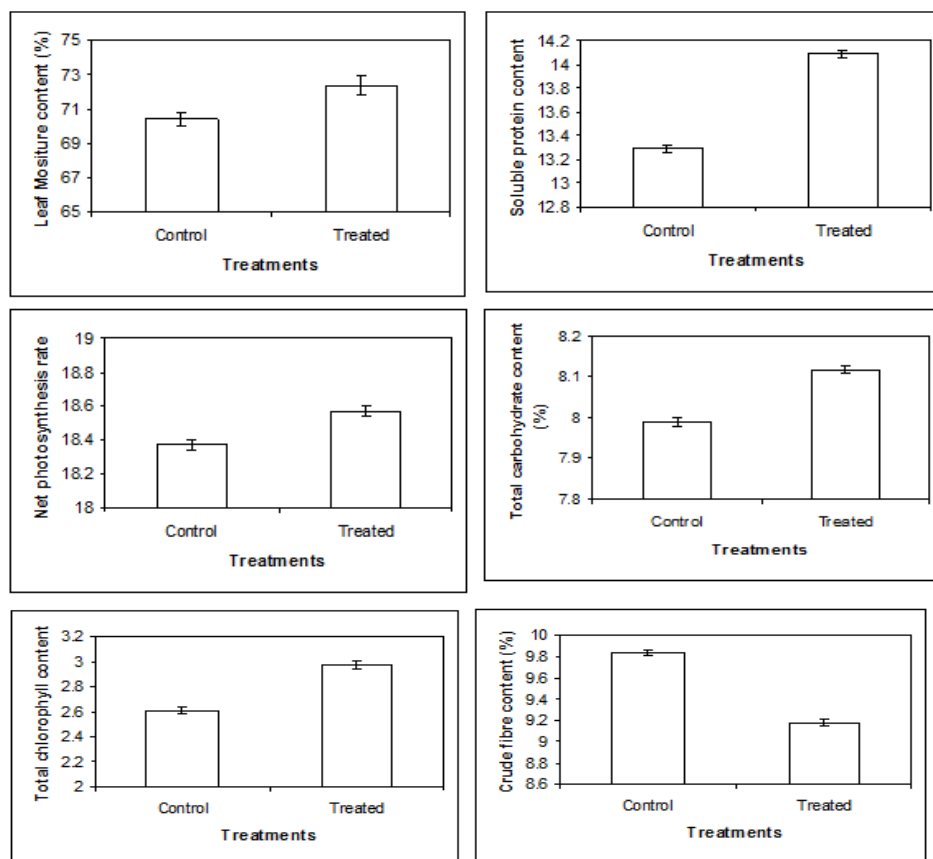 Leaf Mositure content (%)
75
73
71
69
67
65
Control Treated
Treatments
Soluble protein content
14.2
14
13.8
13.6
13.4
13.2
13
12.8
Control Treated
Treatments
Net photosynthesis rate
19
18.8
18.6
18.4
18.2
18
Control Treated
Treatments
Total carbohydrate content
(%)
8.2
8.1
8
7.9
7.8
Control Treated
Treatments
Total chlorophyll content
3.2
3
2.8
2.6
2.4
2.2
2
Control Treated
Treatments
Crude fibre content (%)
10
9.8
9.6
9.4
9.2
9
8.8
8.6
Control Treated
Treatments